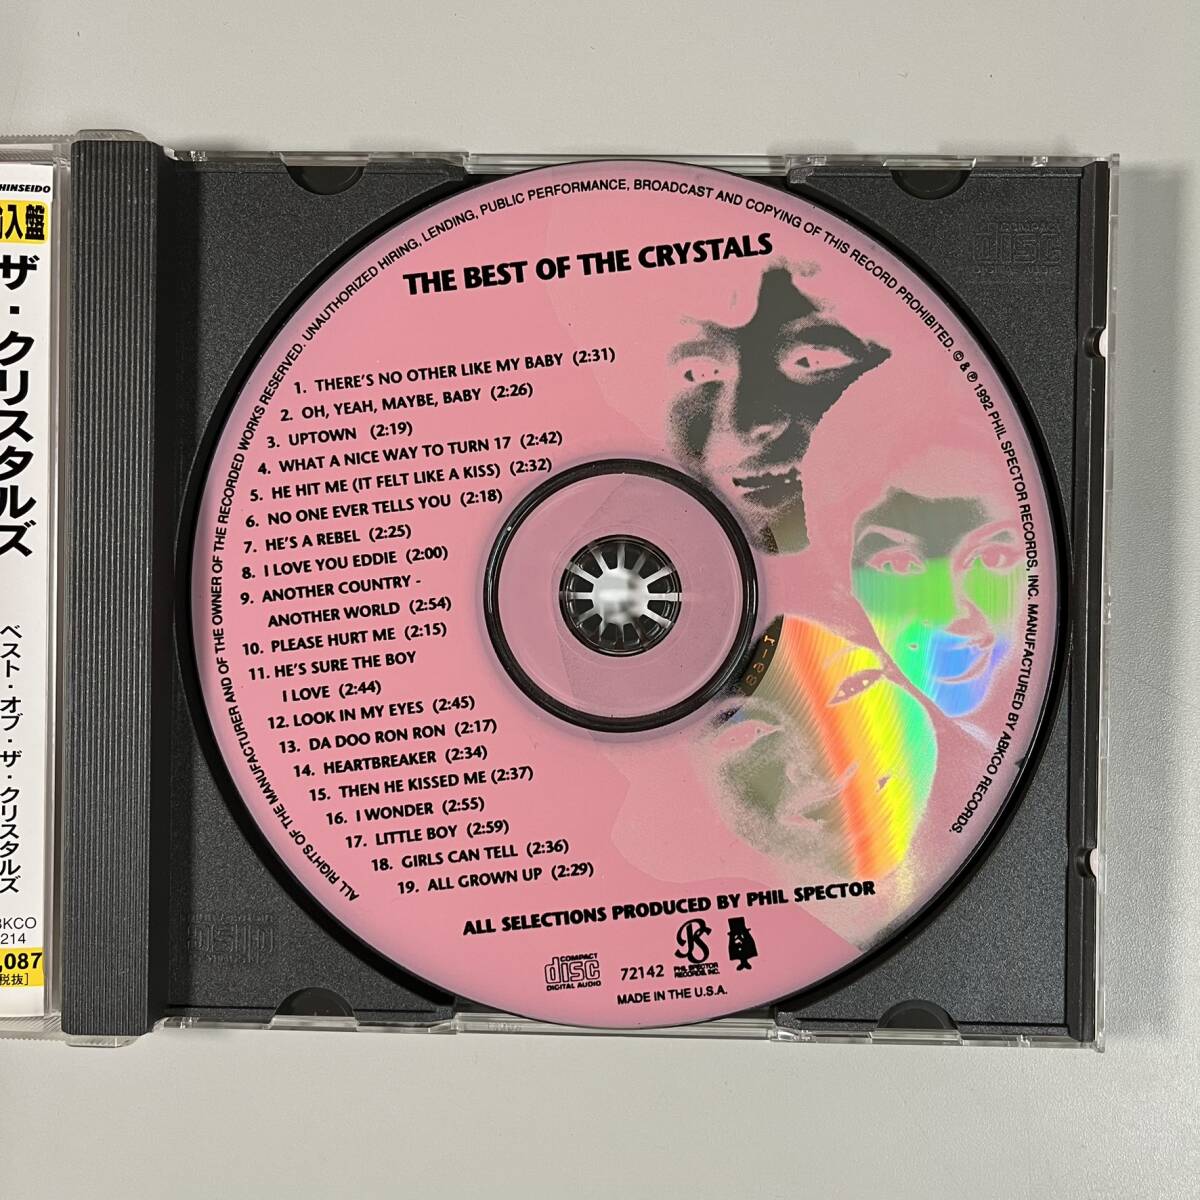 HINSEIDO
入盤
ザ・クリスタルズ
ベスト・オブ・ザ・クリスタルズ
BKCO
214
,087
税抜]
ALL RIGHTS OF THE MANUFACTURER AND OF THE OWNER OF THE RECORDED WORKS RESERVED. UNAUTHORIZED HIRING, LENDING, PUBLIC PERFORMANCE, BROADCAST AND COPYING OF THIS RECORD PROHIBITED. © & ℗ 1992 PHIL SPECTOR RECORDS, INC. MANUFACTURED BY ABKCO RECORDS.
THE BEST OF THE CRYSTALS
1. THERE'S NO OTHER LIKE MY BABY (2:31)
2. OH, YEAH, MAYBE, BABY (2:26)
3. UPTOWN (2:19)
4. WHAT A NICE WAY TO TURN 17 (2:42)
5. HE HIT ME (IT FELT LIKE A KISS) (2:32)
6. NO ONE EVER TELLS YOU (2:18)
7. HE'S A REBEL (2:25)
8. I LOVE YOU EDDIE (2:00)
9. ANOTHER COUNTRY -
ANOTHER WORLD (2:54)
10. PLEASE HURT ME (2:15)
11. HE'S SURE THE BOY
I LOVE (2:44)
12. LOOK IN MY EYES (2:45)
13. DA DOO RON RON (2:17)
14. HEARTBREAKER (2:34)
15. THEN HE KISSED ME (2:37)
16. I WONDER (2:55)
17. LITTLE BOY (2:59)
18. GIRLS CAN TELL (2:36)
19. ALL GROWN UP (2:29)
ALL SELECTIONS PRODUCED BY PHIL SPECTOR
COMPACT
disc
DIGITAL AUDIO
72142
PS
PHIL SPECTOR
RECORDS, INC.
MADE IN THE U.S.A.